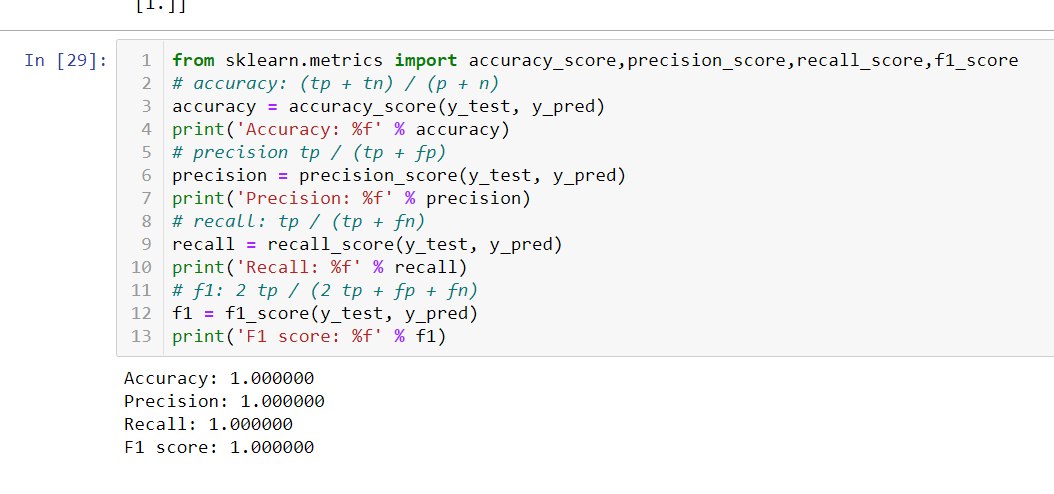 [1.]]
In [29]:
1 from sklearn.metrics import accuracy_score,precision_score,recall_score,f1_score
2 # accuracy: (tp + tn) / (p + n)
3 accuracy = accuracy_score(y_test, y_pred)
4 print('Accuracy: %f' % accuracy)
5 # precision tp / (tp + fp)
6 precision = precision_score(y_test, y_pred)
7 print('Precision: %f' % precision)
8 # recall: tp / (tp + fn)
9 recall = recall_score(y_test, y_pred)
10 print('Recall: %f' % recall)
11 # f1: 2 tp / (2 tp + fp + fn)
12 f1 = f1_score(y_test, y_pred)
13 print('F1 score: %f' % f1)
Accuracy: 1.000000
Precision: 1.000000
Recall: 1.000000
F1 score: 1.000000